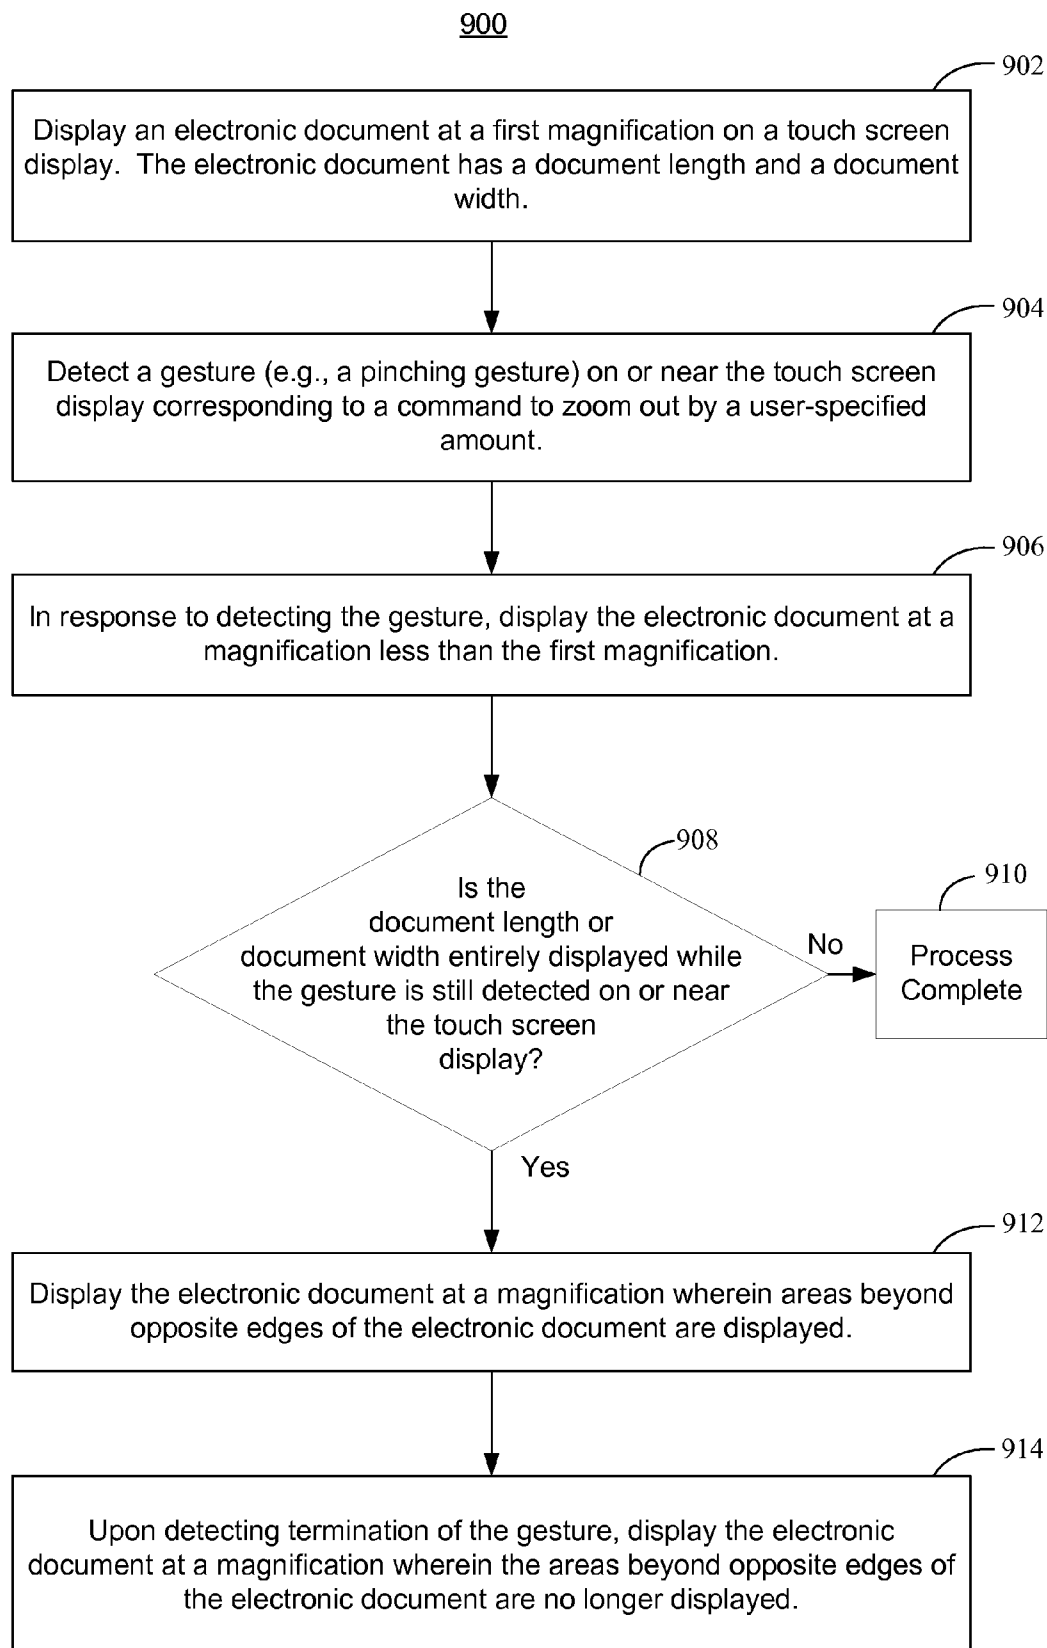 900
902
Display an electronic document at a first magnification on a touch screen
display. The electronic document has a document length and a document
width.
904
Detect a gesture (e.g., a pinching gesture) on or near the touch screen
display corresponding to a command to zoom out by a user-specified
amount.
906
In response to detecting the gesture, display the electronic document at a
magnification less than the first magnification.
908
Is the
document length or
document width entirely displayed while
the gesture is still detected on or near
the touch screen
display?
No
910
Process
Complete
Yes
912
Display the electronic document at a magnification wherein areas beyond
opposite edges of the electronic document are displayed.
914
Upon detecting termination of the gesture, display the electronic
document at a magnification wherein the areas beyond opposite edges of
the electronic document are no longer displayed.